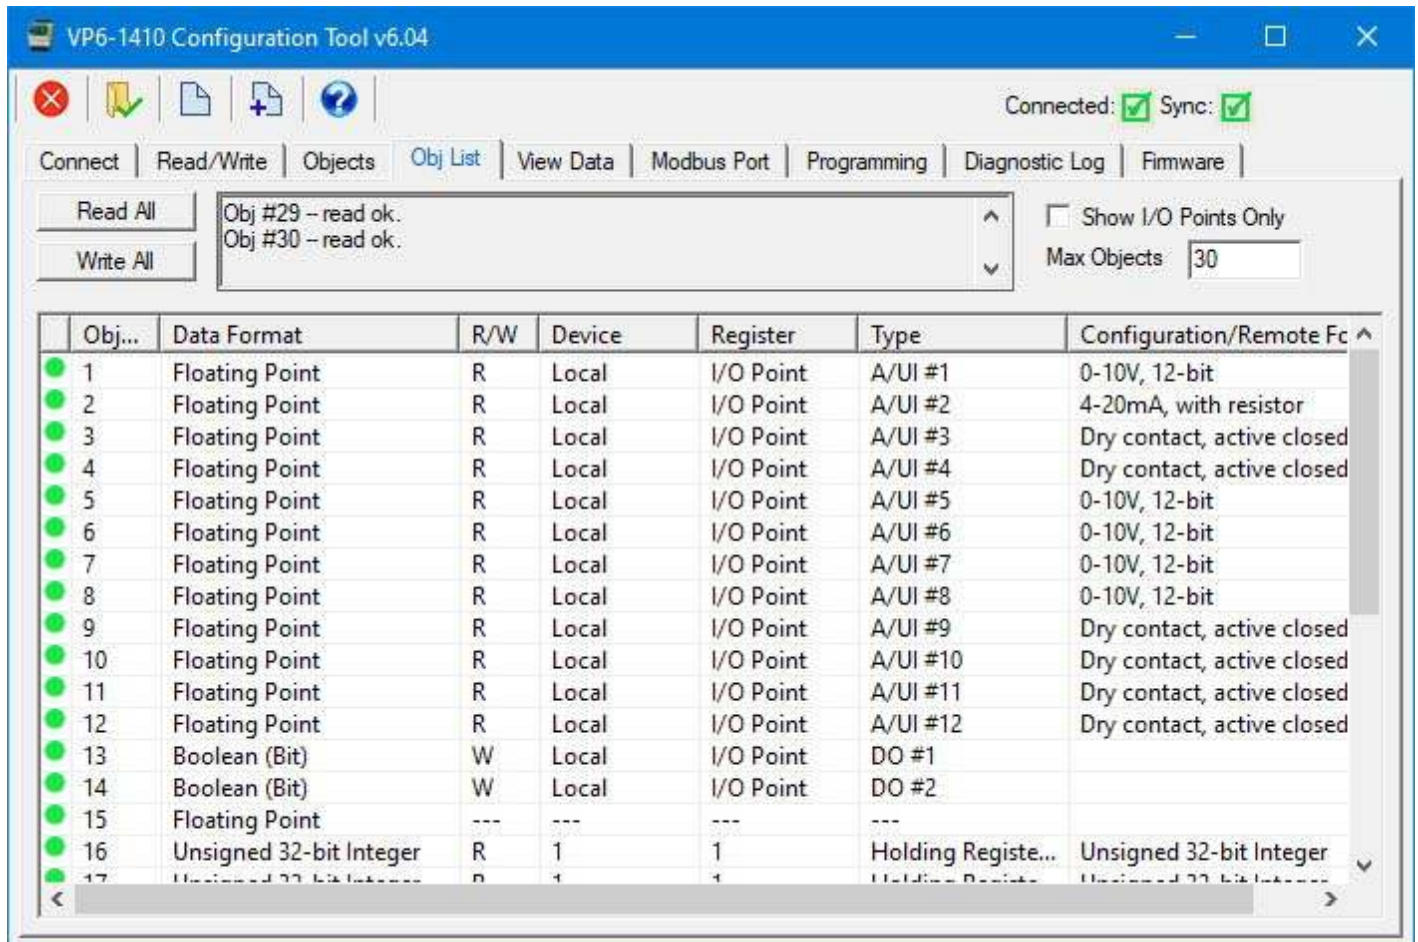 VP6-1410 Configuration Tool v6.04
Connected: Sync:
Connect Read/Write Objects Obj List View Data Modbus Port Programming Diagnostic Log Firmware
Read All
Write All
Obj #29 -- read ok.
Obj #30 -- read ok.
Show I/O Points Only
Max Objects 30
Obj... Data Format R/W Device Register Type Configuration/Remote Fc
1 Floating Point R Local I/O Point A/UI #1 0-10V, 12-bit
2 Floating Point R Local I/O Point A/UI #2 4-20mA, with resistor
3 Floating Point R Local I/O Point A/UI #3 Dry contact, active closed
4 Floating Point R Local I/O Point A/UI #4 Dry contact, active closed
5 Floating Point R Local I/O Point A/UI #5 0-10V, 12-bit
6 Floating Point R Local I/O Point A/UI #6 0-10V, 12-bit
7 Floating Point R Local I/O Point A/UI #7 0-10V, 12-bit
8 Floating Point R Local I/O Point A/UI #8 0-10V, 12-bit
9 Floating Point R Local I/O Point A/UI #9 Dry contact, active closed
10 Floating Point R Local I/O Point A/UI #10 Dry contact, active closed
11 Floating Point R Local I/O Point A/UI #11 Dry contact, active closed
12 Floating Point R Local I/O Point A/UI #12 Dry contact, active closed
13 Boolean (Bit) W Local I/O Point DO #1
14 Boolean (Bit) W Local I/O Point DO #2
15 Floating Point --- --- --- ---
16 Unsigned 32-bit Integer R 1 1 Holding Registe... Unsigned 32-bit Integer
17 Unsigned 32-bit Integer R 1